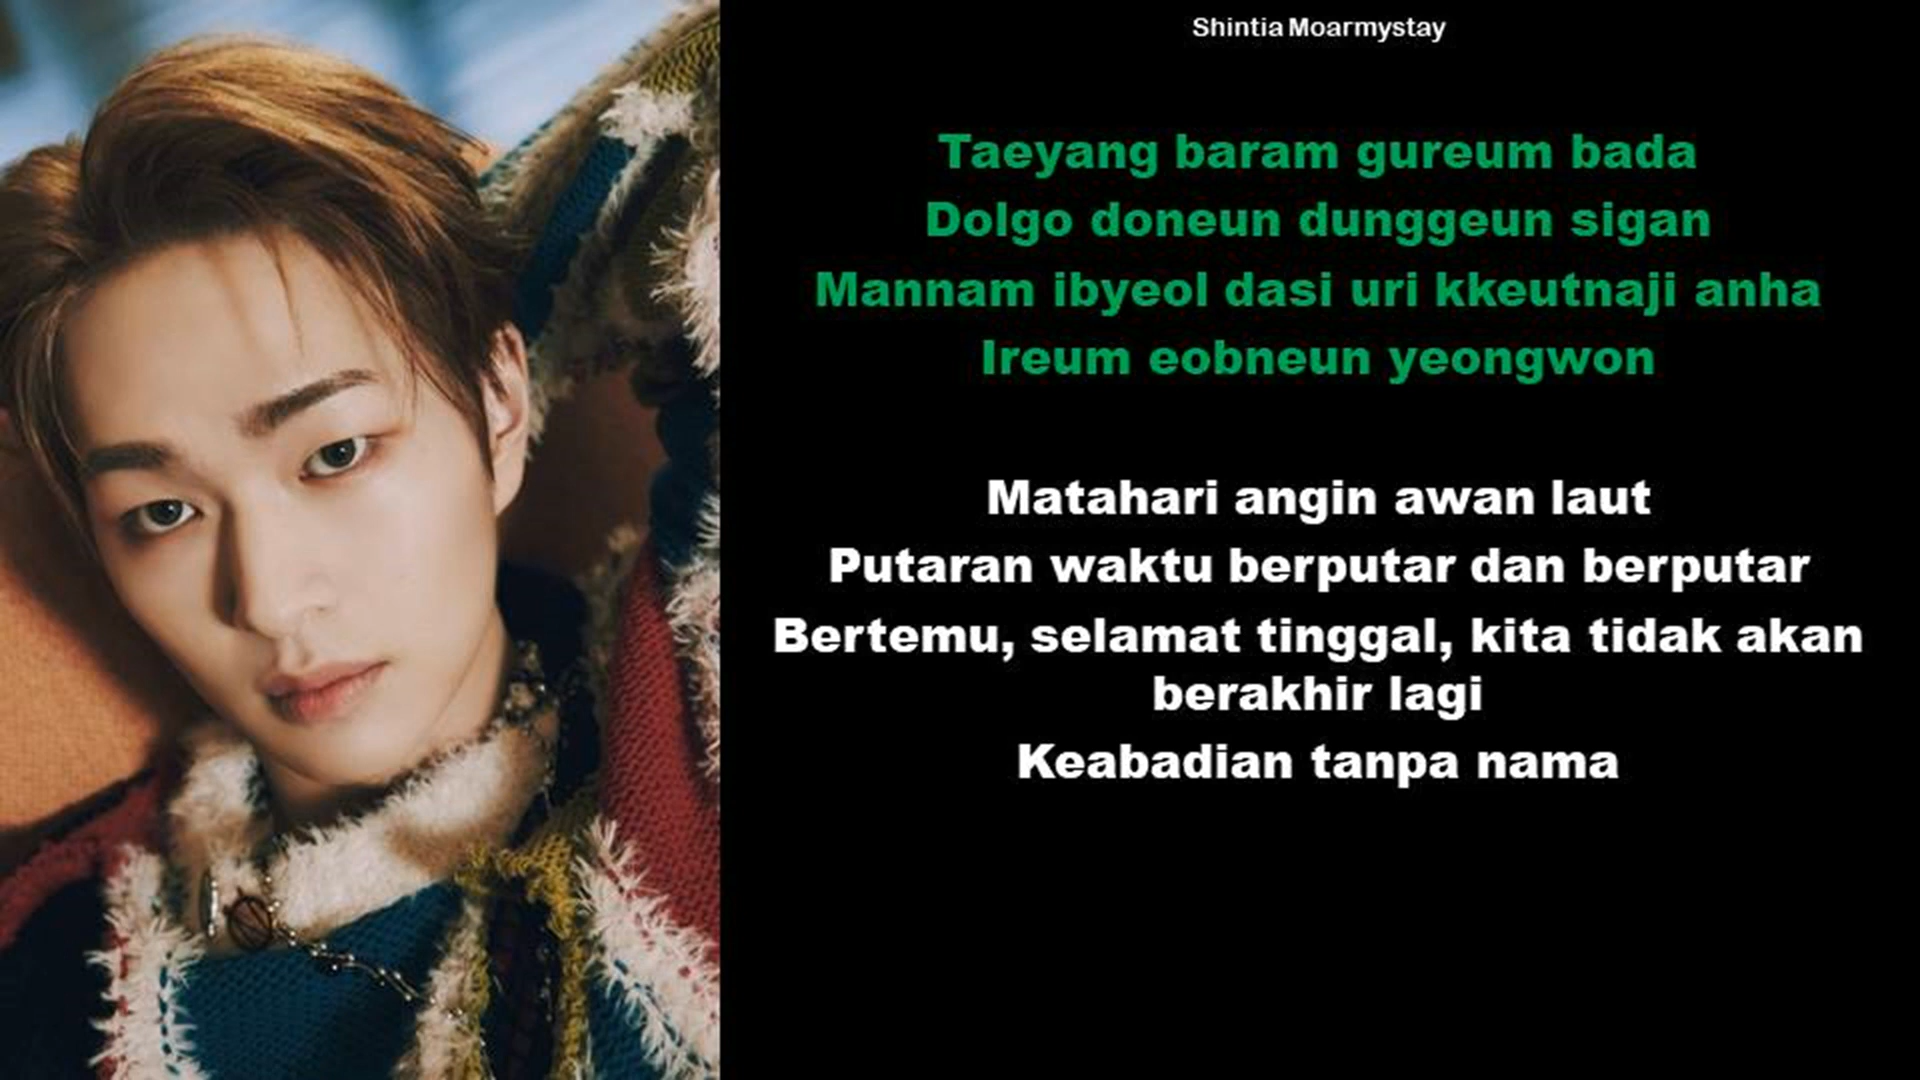 Shintia Moarmystay
Taeyang baram gureum bada
Dolgo doneun dunggeun sigan
Mannam ibyeol dasi uri kkeutnaji anha
Ireum eobneun yeongwon
Matahari angin awan laut
Putaran waktu berputar dan berputar
Bertemu, selamat tinggal, kita tidak akan
berakhir lagi
Keabadian tanpa nama